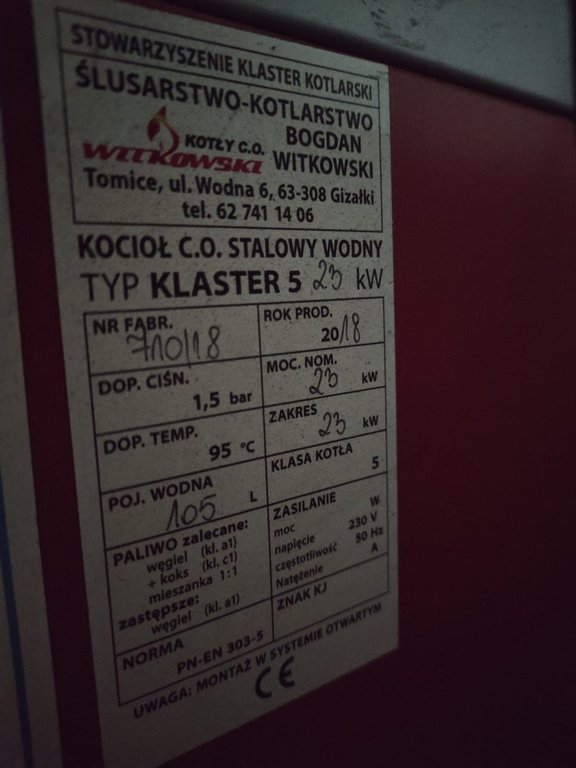 STOWARZYSZENIE KLASTER KOTLARSKI
ŚLUSARSTWO-KOTLARSTWO
KOTŁY C.O. BOGDAN
WITKOWSKI WITKOWSKI
Tomice, ul. Wodna 6, 63-308 Gizałki
tel. 62 741 14 06
KOCIOŁ C.O. STALOWY WODNY
TYP KLASTER 5 23 kW
NR FABR. 710/18
ROK PROD. 2018
DOP. CIŚN. 1,5 bar
MOC. NOM. 23 kW
DOP. TEMP. 95 °C
ZAKRES 23 kW
POJ. WODNA 105 L
KLASA KOTŁA 5
PALIWO zalecane:
węgiel (kl. a1)
+ koks (kl. c1)
mieszanka 1:1
zastępsze:
węgiel (kl. a1)
ZASILANIE
moc W
napięcie 230 V
częstotliwość 50 Hz
Natężenie A
NORMA PN-EN 303-5
ZNAK KJ
UWAGA: MONTAŻ W SYSTEMIE OTWARTYM
CE